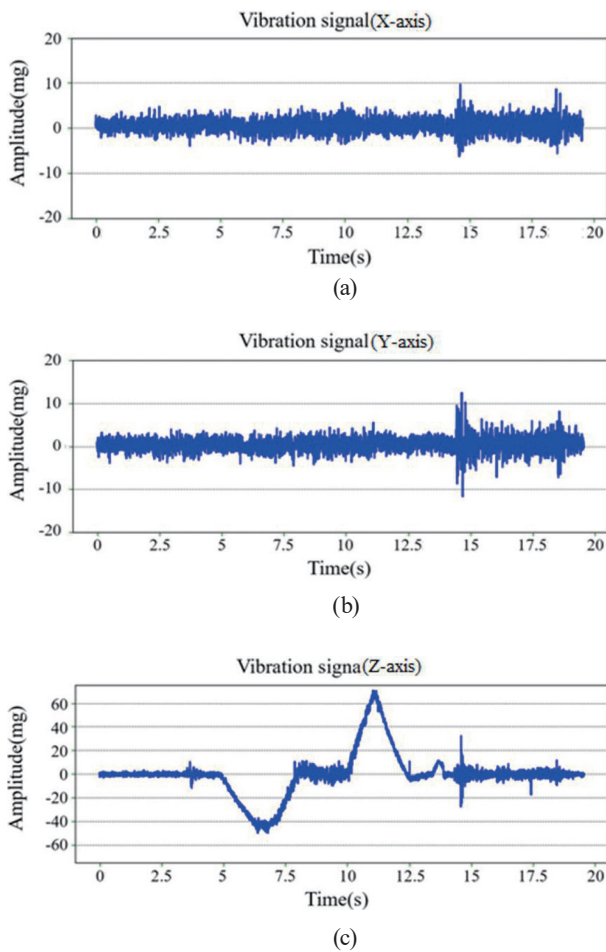 Vibration signal(X-axis)
20
10
0
-10
-20
Amplitude(mg)
0 2.5 5 7.5 10 12.5 15 17.5 20
Time(s)
(a)
Vibration signal(Y-axis)
20
10
0
-10
-20
Amplitude(mg)
0 2.5 5 7.5 10 12.5 15 17.5 20
Time(s)
(b)
Vibration signa(Z-axis)
60
40
20
0
-20
-40
-60
Amplitude(mg)
0 2.5 5 7.5 10 12.5 15 17.5 20
Time(s)
(c)